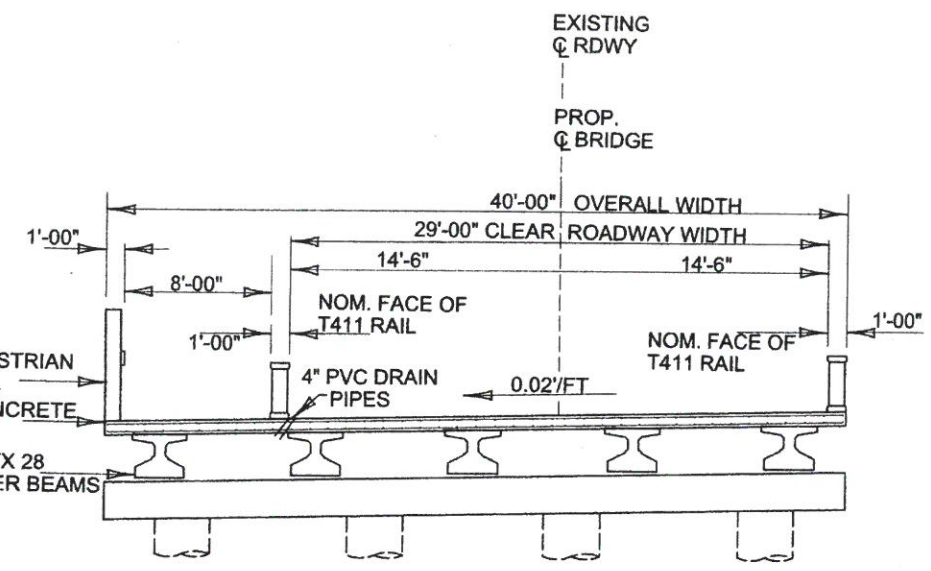 EXISTING
℄ RDWY
PROP.
℄ BRIDGE
40'-00" OVERALL WIDTH
1'-00"
29'-00" CLEAR ROADWAY WIDTH
14'-6" 14'-6"
8'-00"
NOM. FACE OF
T411 RAIL
1'-00"
NOM. FACE OF
T411 RAIL
1'-00"
STRIAN
4" PVC DRAIN
PIPES
0.02'/FT
NCRETE
X 28
ER BEAMS